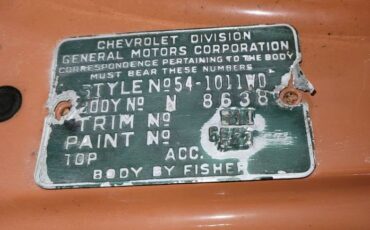 CHEVROLET DIVISION
GENERAL MOTORS CORPORATION
CORRESPONDENCE PERTAINING TO THE BODY
MUST BEAR THESE NUMBERS
STYLE Nº 54-1011WD
BODY Nº N 8638
TRIM Nº
PAINT Nº
TOP ACC.
BODY BY FISHER